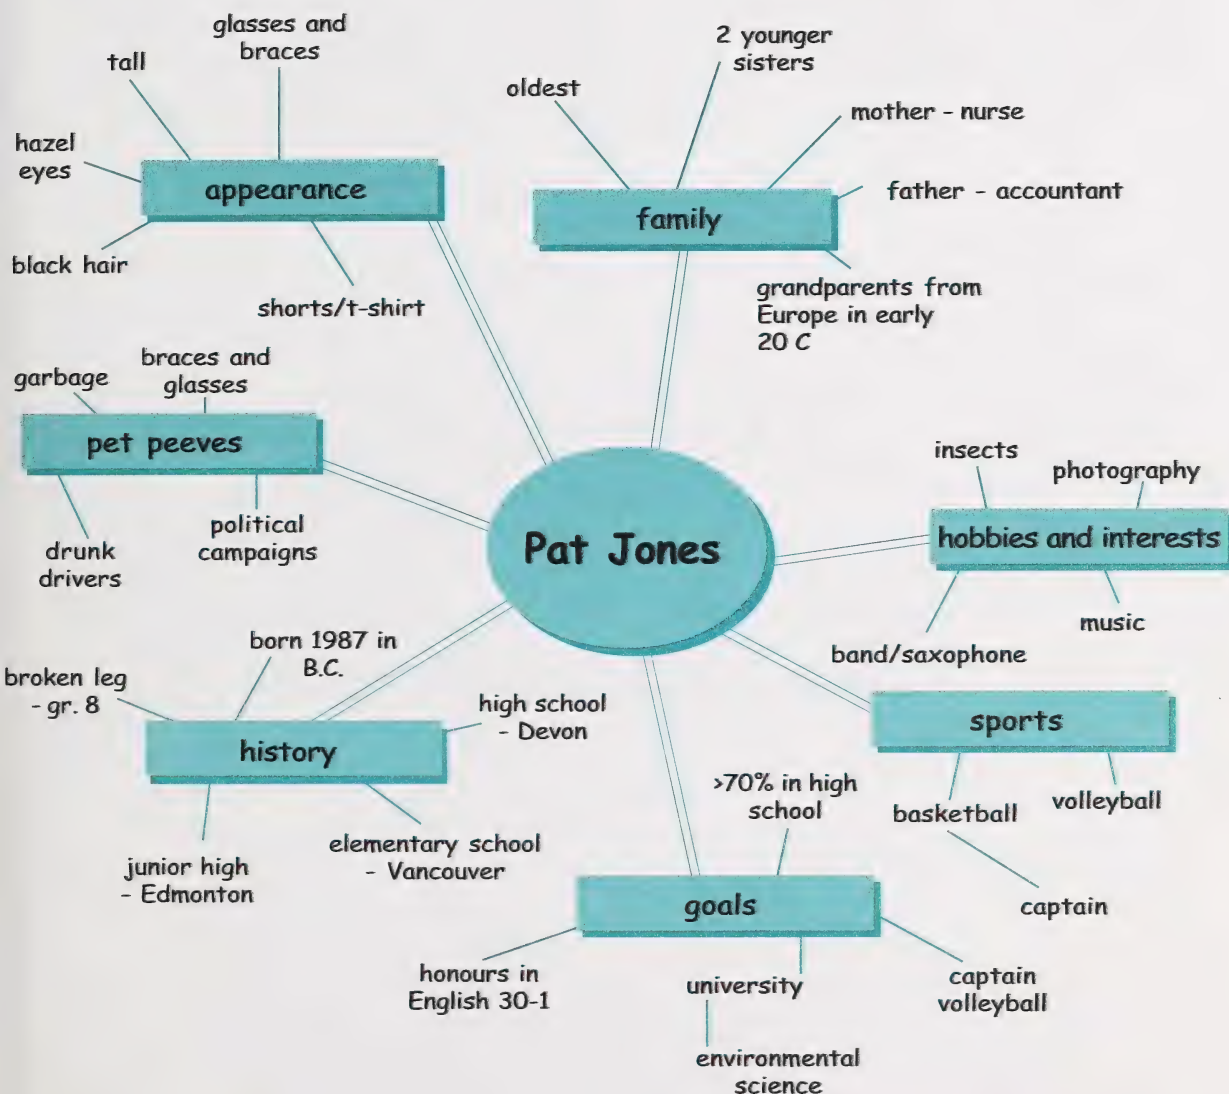 glasses and
braces
tall
hazel
eyes
appearance
black hair
shorts/t-shirt
2 younger
sisters
oldest
mother - nurse
father - accountant
family
grandparents from
Europe in early
20 C
garbage
braces and
glasses
pet peeves
drunk
drivers
political
campaigns
Pat Jones
insects
photography
hobbies and interests
band/saxophone
music
born 1987 in
B.C.
broken leg
- gr. 8
history
high school
- Devon
junior high
- Edmonton
elementary school
- Vancouver
sports
basketball
volleyball
captain
>70% in high
school
goals
honours in
English 30-1
university
environmental
science
captain
volleyball